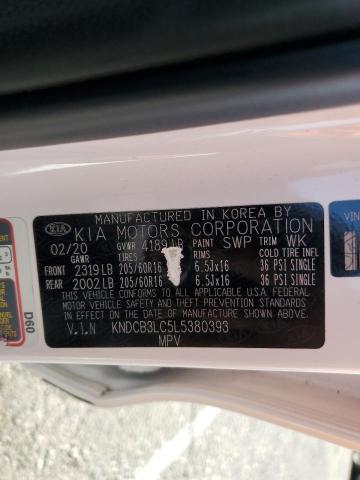 MANUFACTURED IN KOREA BY
KIA KIA MOTORS CORPORATION
02/20 GVWR 4189 LB PAINT SWP TRIM WK
GAWR TIRES RIMS COLD TIRE INFL
FRONT 2319LB 205/60R16 6.5Jx16 36 PSI SINGLE
REAR 2002LB 205/60R16 6.5Jx16 36 PSI SINGLE
THIS VEHICLE CONFORMS TO ALL APPLICABLE U.S.A FEDERAL
MOTOR VEHICLE SAFETY AND THEFT PREVENTION STANDARDS
IN EFFECT ON THE DATE OF MANUFACTURE SHOWN ABOVE.
V.I.N KNDCB3LC5L5380393
MPV
D60